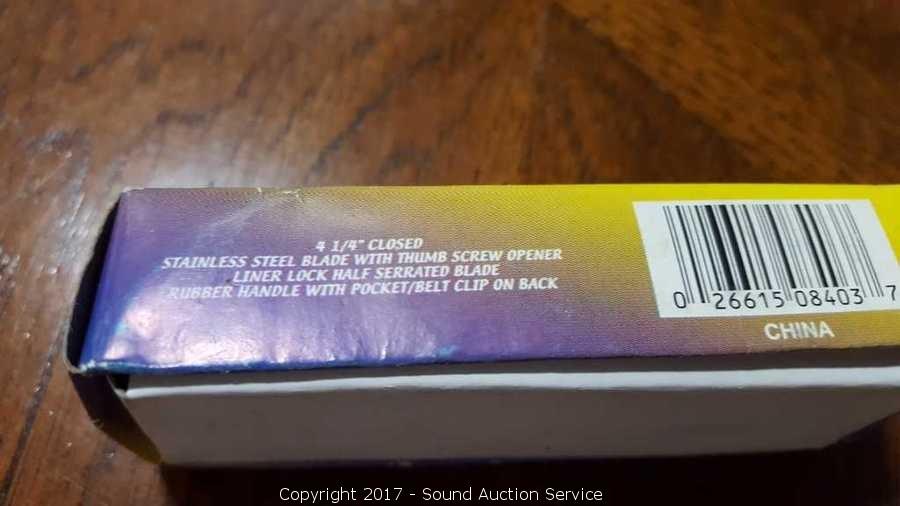 4 1/4" CLOSED
STAINLESS STEEL BLADE WITH THUMB SCREW OPENER
LINER LOCK HALF SERRATED BLADE
RUBBER HANDLE WITH POCKET/BELT CLIP ON BACK
0 26615 08403 7
CHINA
Copyright 2017 - Sound Auction Service